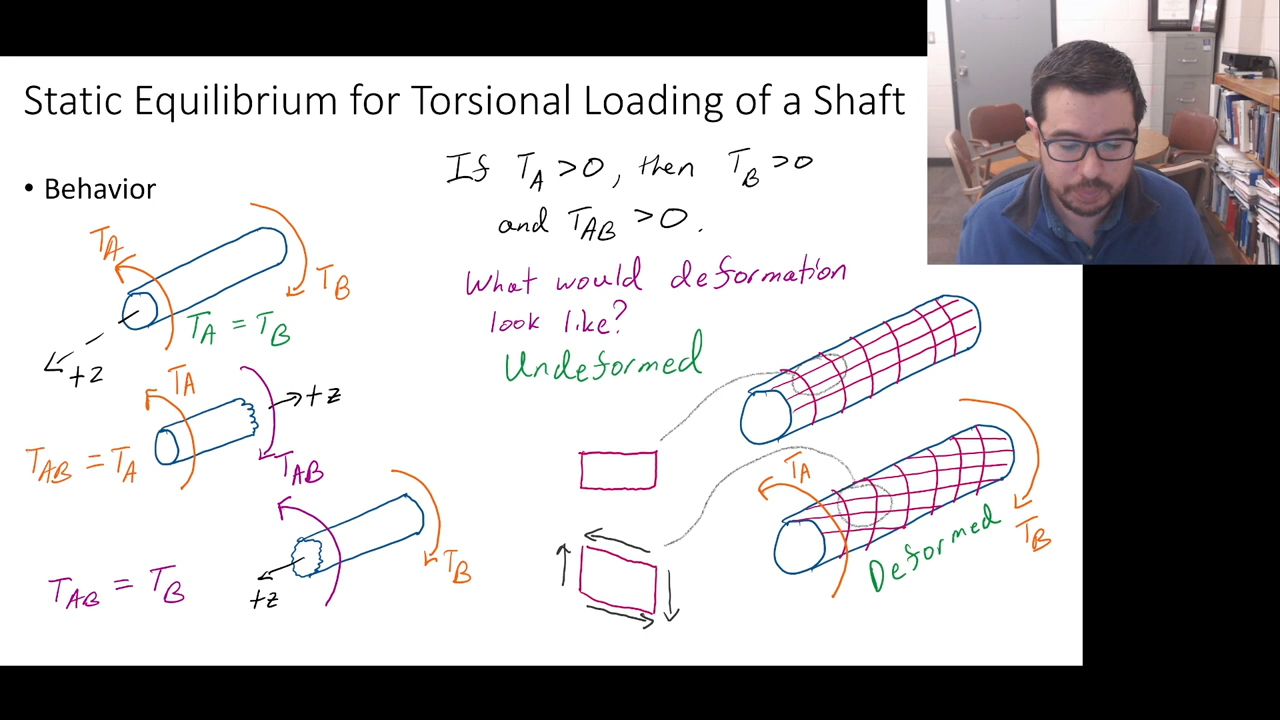 Static Equilibrium for Torsional Loading of a Shaft
• Behavior
If T_A >0, then T_B >0
and T_AB >0.
What would deformation
look like?
Undeformed
T_A
T_B
T_A = T_B
+z
T_A
+z
T_AB = T_A
T_AB
T_AB = T_B
T_B
+z
T_A
T_B
Deformed